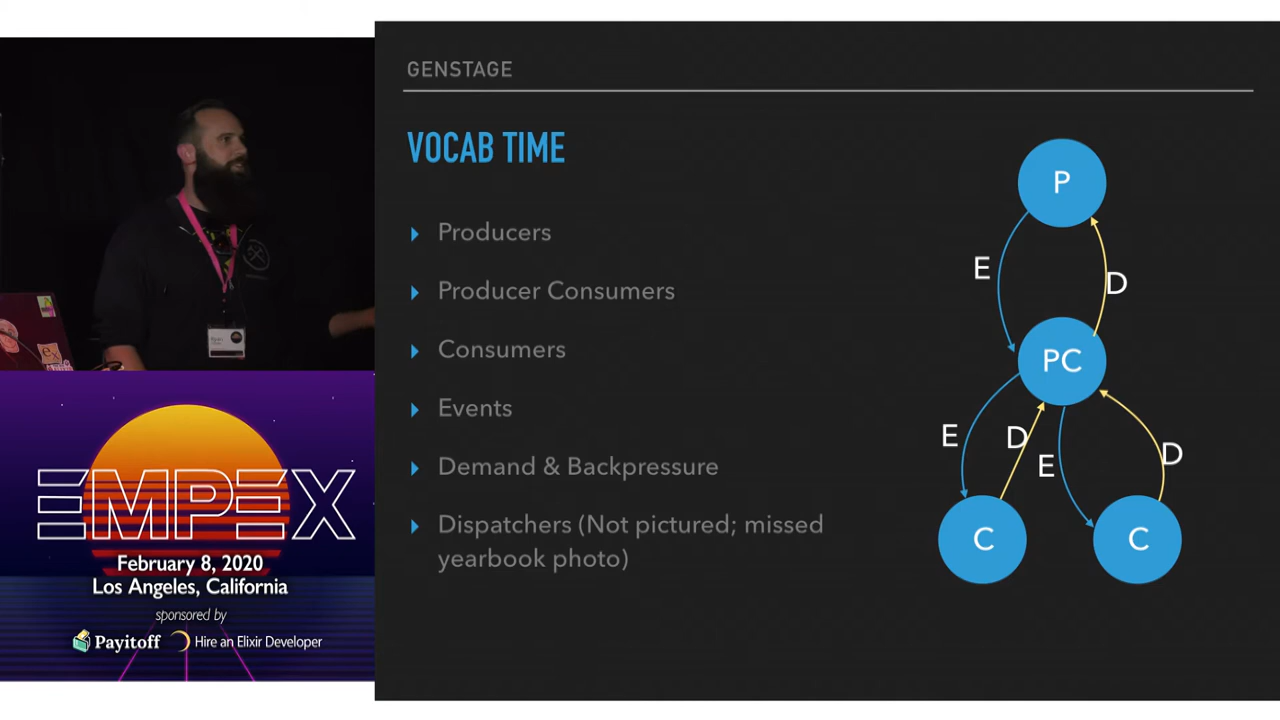 GENSTAGE
VOCAB TIME
Producers
Producer Consumers
Consumers
Events
Demand & Backpressure
Dispatchers (Not pictured; missed
yearbook photo)
P
E
D
PC
E
D
E
D
C
C
EMPEX
February 8, 2020
Los Angeles, California
sponsored by
Payitoff
Hire an Elixir Developer
ex